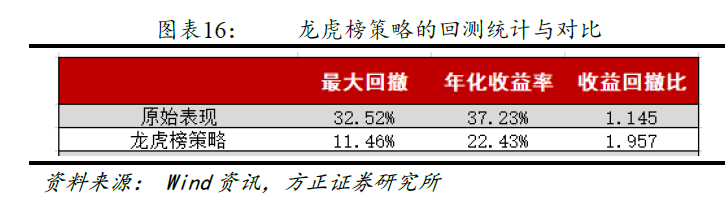 图表16： 龙虎榜策略的回测统计与对比
最大回撤 年化收益率 收益回撤比
原始表现 32.52% 37.23% 1.145
龙虎榜策略 11.46% 22.43% 1.957
资料来源： Wind资讯，方正证券研究所